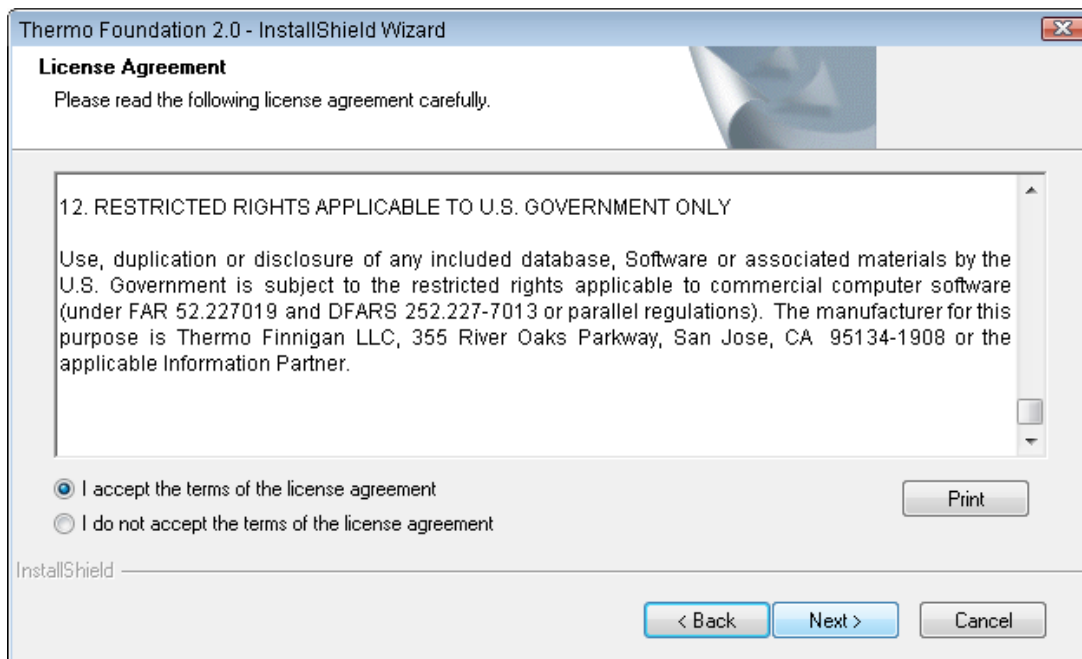 Thermo Foundation 2.0 - InstallShield Wizard
License Agreement
Please read the following license agreement carefully.
12. RESTRICTED RIGHTS APPLICABLE TO U.S. GOVERNMENT ONLY
Use, duplication or disclosure of any included database, Software or associated materials by the
U.S. Government is subject to the restricted rights applicable to commercial computer software
(under FAR 52.227019 and DFARS 252.227-7013 or parallel regulations). The manufacturer for this
purpose is Thermo Finnigan LLC, 355 River Oaks Parkway, San Jose, CA 95134-1908 or the
applicable Information Partner.
I accept the terms of the license agreement
Print
I do not accept the terms of the license agreement
InstallShield
< Back
Next >
Cancel